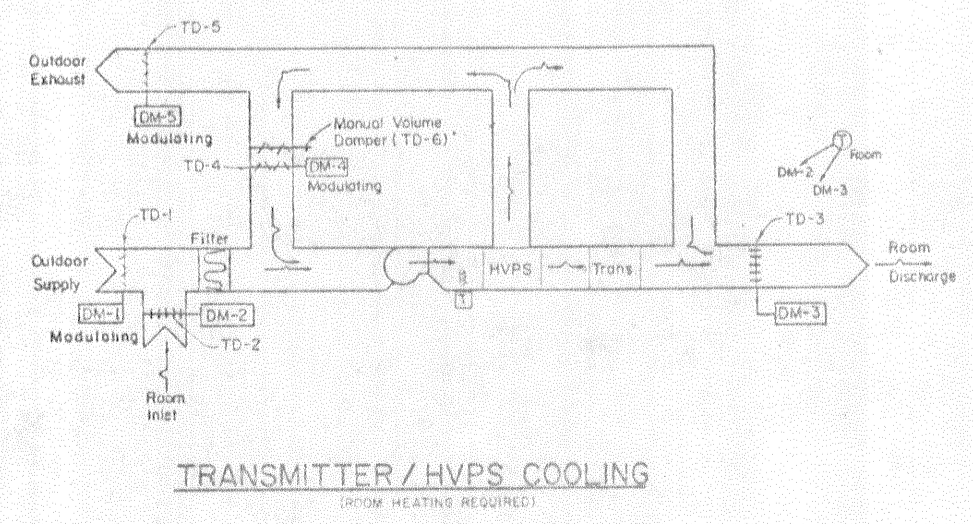 TD-5
Outdoor
Exhaust
DM-5
Modulating
Manual Volume
Damper (TD-6)
TD-4
DM-4
Modulating
T
Room
DM-2
DM-3
TD-1
TD-3
Filter
Outdoor
Supply
HVPS
Trans
Room
Discharge
DM-1
DM-2
DM-3
Modulating
TD-2
Room
Inlet
TRANSMITTER / HVPS COOLING
(ROOM HEATING REQUIRED)